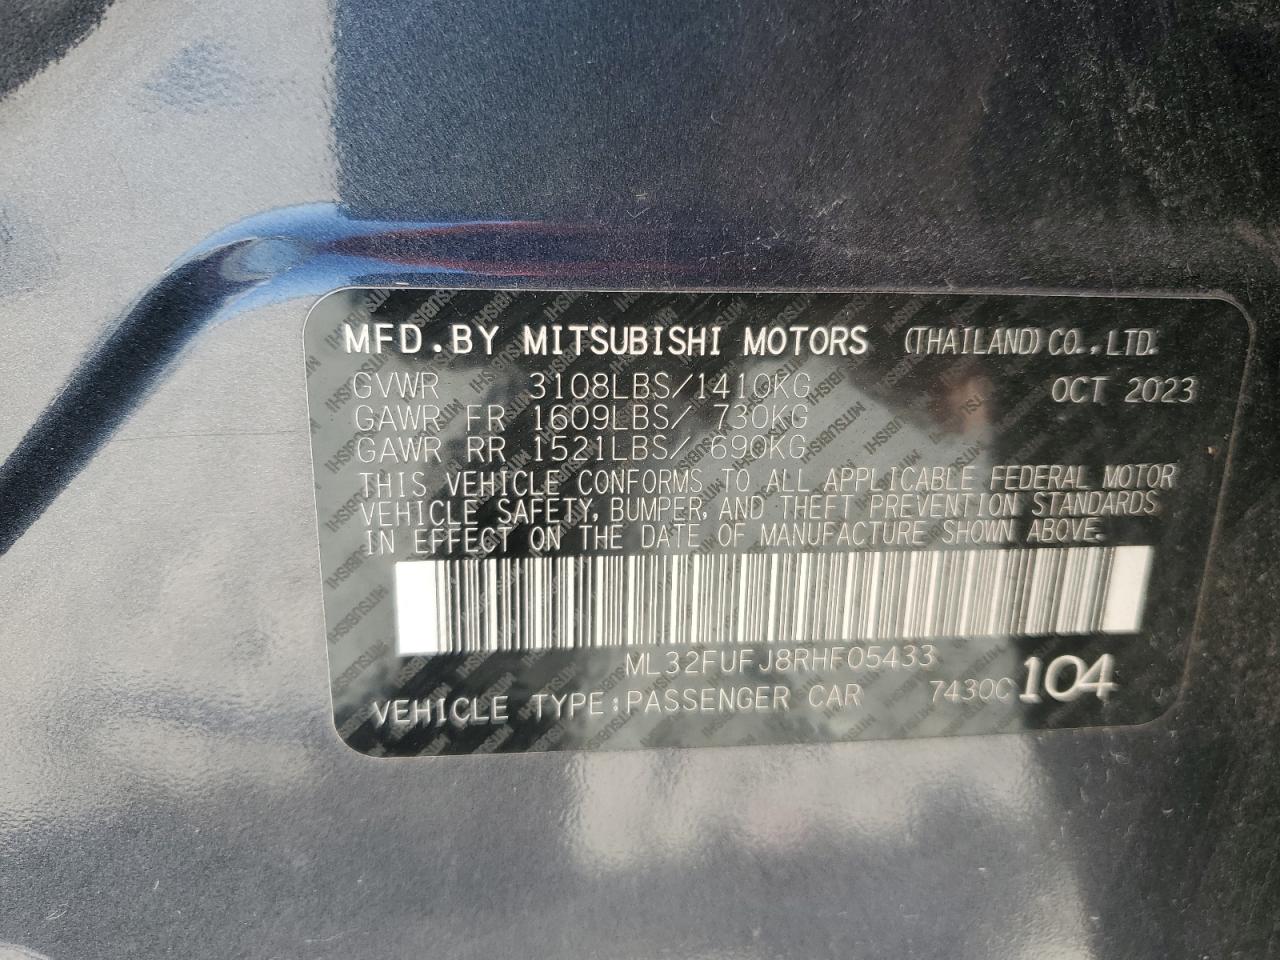 MFD.BY MITSUBISHI MOTORS (THAILAND) CO.,LTD.
GVWR 3108LBS/1410KG OCT 2023
GAWR FR 1609LBS/ 730KG
GAWR RR 1521LBS/ 690KG
THIS VEHICLE CONFORMS TO ALL APPLICABLE FEDERAL MOTOR
VEHICLE SAFETY, BUMPER, AND THEFT PREVENTION STANDARDS
IN EFFECT ON THE DATE OF MANUFACTURE SHOWN ABOVE.
ML32FUFJ8RHF05433
VEHICLE TYPE:PASSENGER CAR 7430C 104